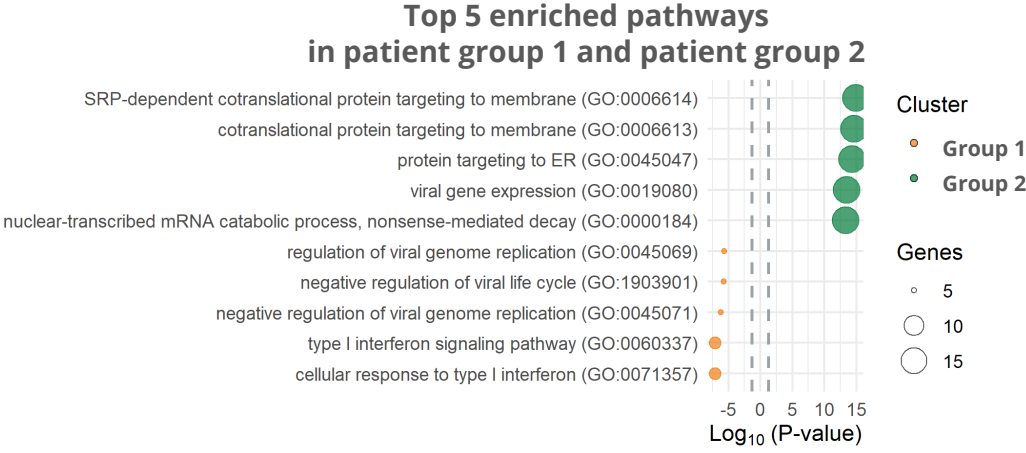 Top 5 enriched pathways
in patient group 1 and patient group 2
SRP-dependent cotranslational protein targeting to membrane (GO:0006614)
cotranslational protein targeting to membrane (GO:0006613)
protein targeting to ER (GO:0045047)
viral gene expression (GO:0019080)
nuclear-transcribed mRNA catabolic process, nonsense-mediated decay (GO:0000184)
regulation of viral genome replication (GO:0045069)
negative regulation of viral life cycle (GO:1903901)
negative regulation of viral genome replication (GO:0045071)
type I interferon signaling pathway (GO:0060337)
cellular response to type I interferon (GO:0071357)
-5 0 5 10 15
Log₁₀ (P-value)
Cluster
Group 1
Group 2
Genes
5
10
15